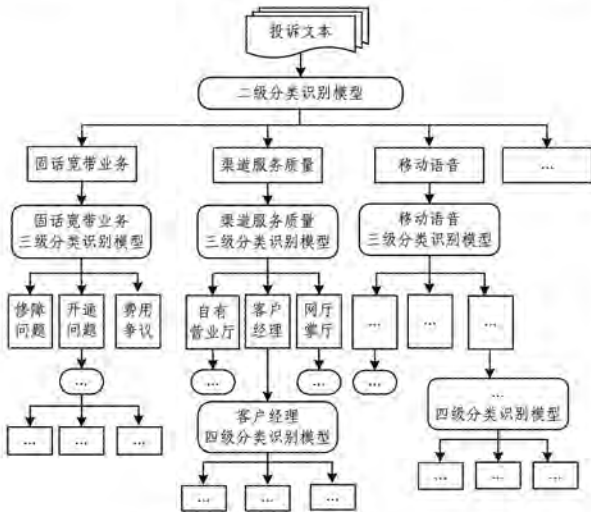 投诉文本
二级分类识别模型
固话宽带业务
渠道服务质量
移动语音
...
固话宽带业务
三级分类识别模型
渠道服务质量
三级分类识别模型
移动语音
三级分类识别模型
修障
问题
开通
问题
费用
争议
自有
营业厅
客户
经理
网厅
掌厅
...
...
...
...
...
...
...
客户经理
四级分类识别模型
...
四级分类识别模型
...
...
...
...
...
...
...
...
...